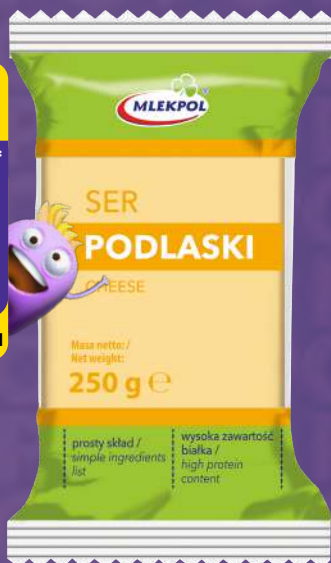 MLEKPOL
SER
PODLASKI
CHEESE
Masa netto: /
Net weight:
250 g ℮
prosty skład /
simple ingredients
list
wysoka zawartość
białka /
high protein
content